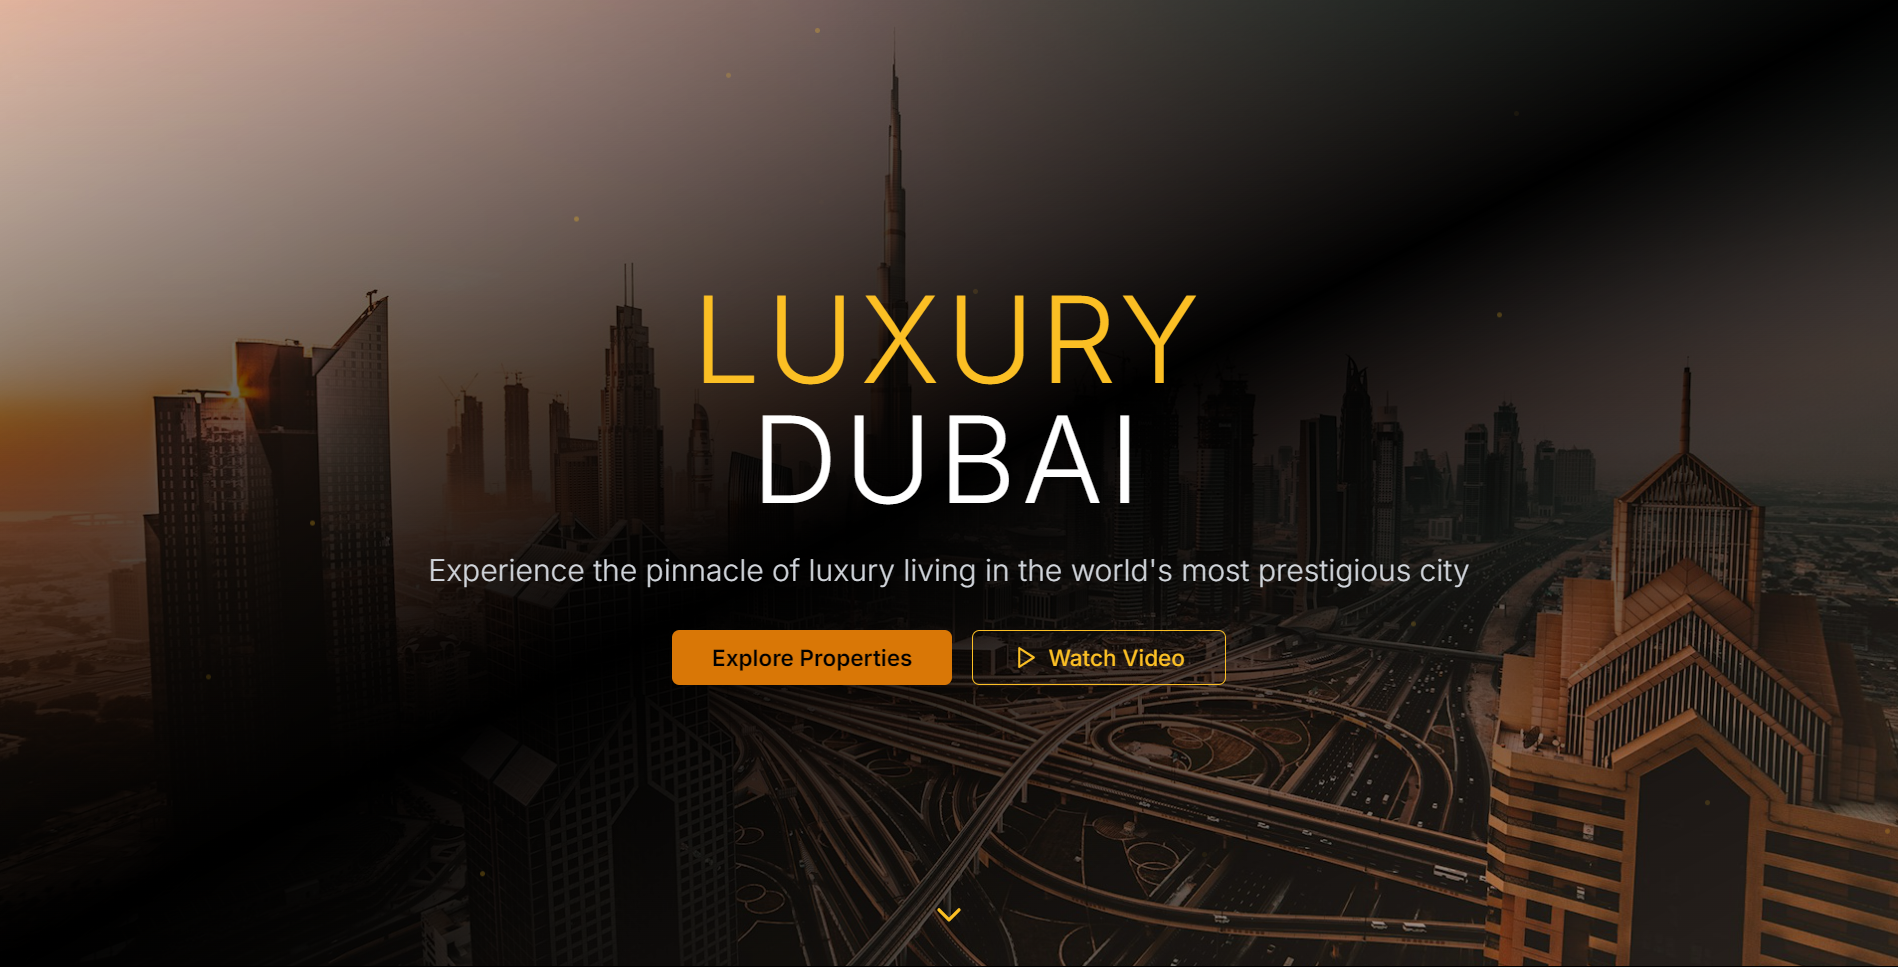 LUXURY
DUBAI
Experience the pinnacle of luxury living in the world's most prestigious city
Explore Properties
Watch Video